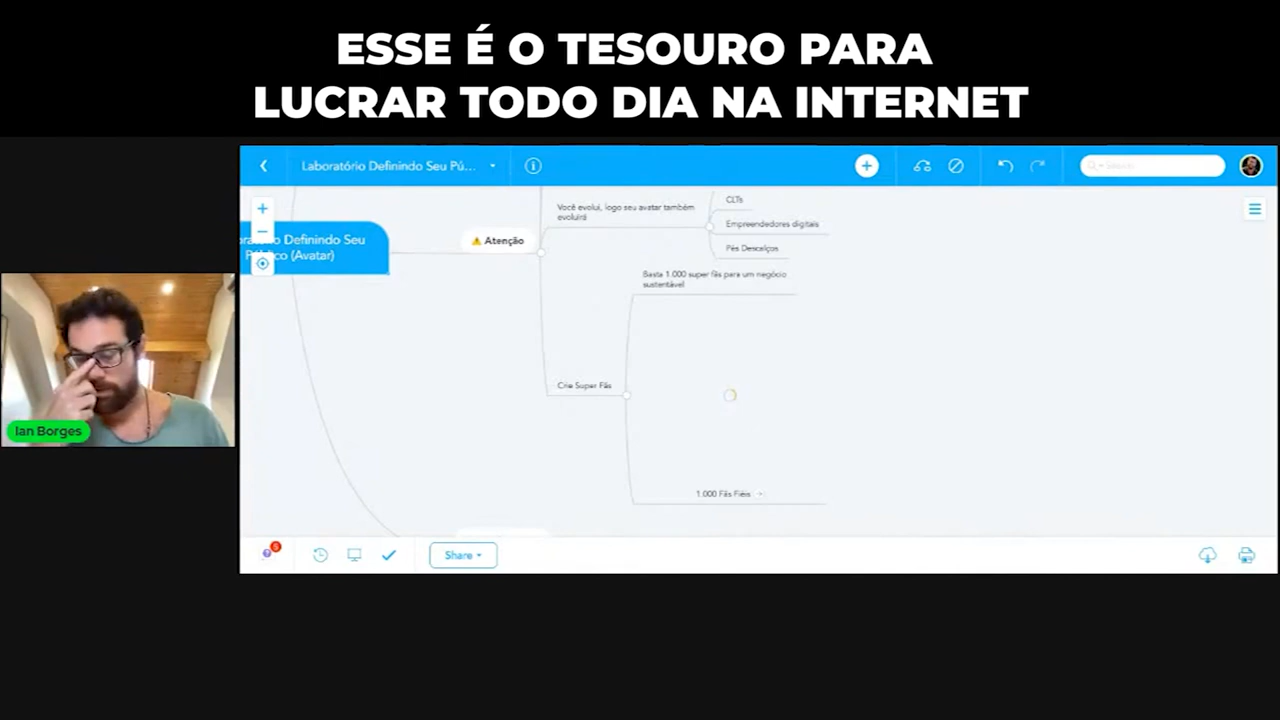 ESSE É O TESOURO PARA
LUCRAR TODO DIA NA INTERNET
Laboratório Definindo Seu Pú...
Search
Você evolui, logo seu avatar também
evoluirá
CLTs
Empreendedores digitais
Pés Descalços
Definindo Seu
(Avatar)
Atenção
Basta 1.000 super fãs para um negócio
sustentável
Crie Super Fãs
1.000 Fãs Fiéis
Ian Borges
6
Share